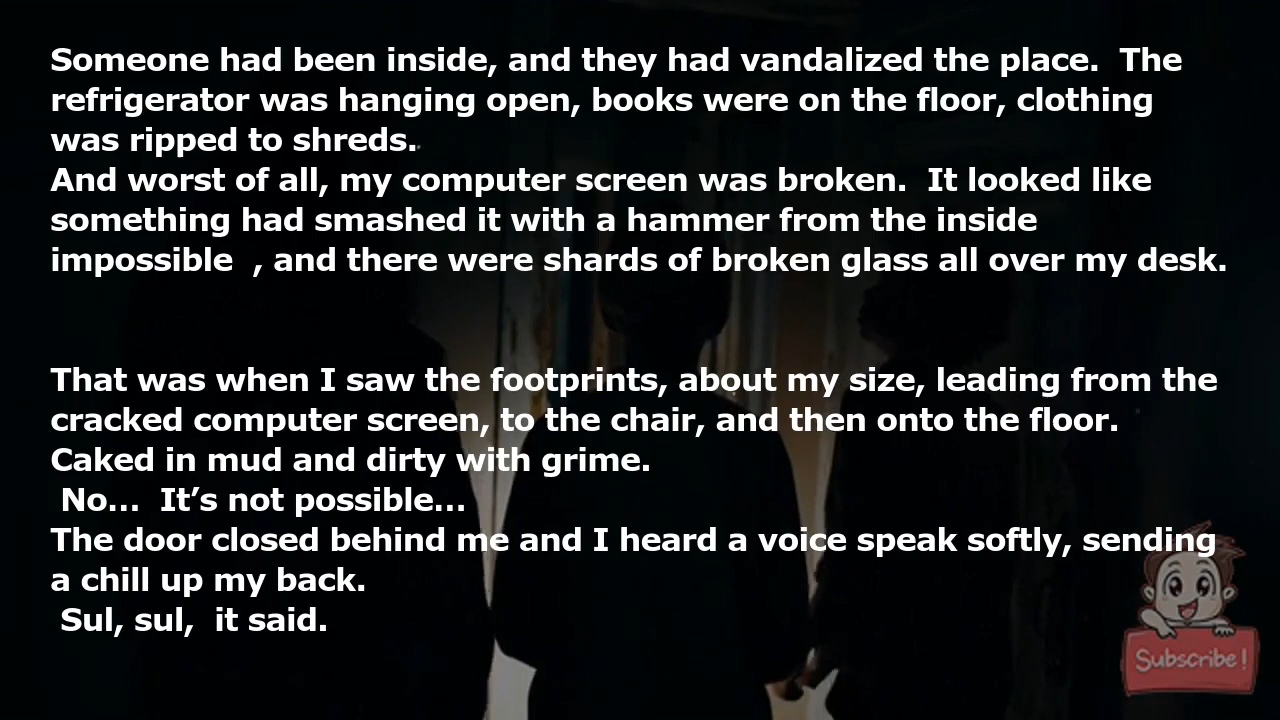 Someone had been inside, and they had vandalized the place.  The
refrigerator was hanging open, books were on the floor, clothing
was ripped to shreds.
And worst of all, my computer screen was broken.  It looked like
something had smashed it with a hammer from the inside
impossible  , and there were shards of broken glass all over my desk.
That was when I saw the footprints, about my size, leading from the
cracked computer screen, to the chair, and then onto the floor.
Caked in mud and dirty with grime.
No…  It’s not possible…
The door closed behind me and I heard a voice speak softly, sending
a chill up my back.
Sul, sul,  it said.
Subscribe!